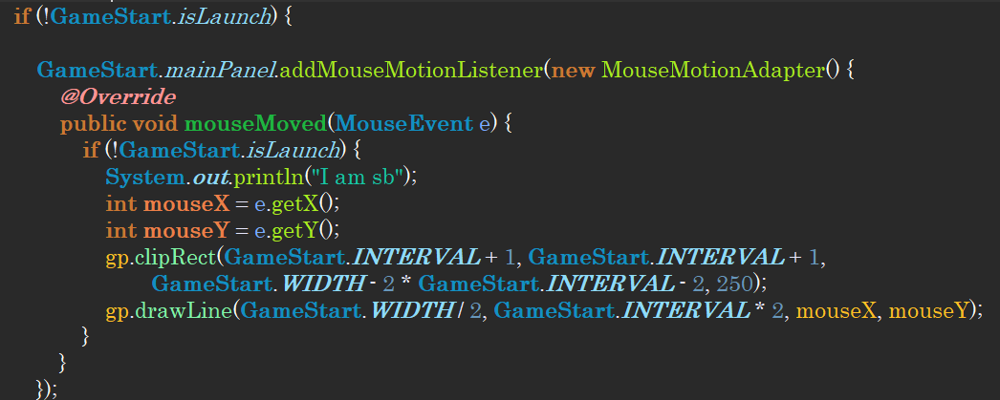 if (!GameStart.isLaunch) {
GameStart.mainPanel.addMouseMotionListener(new MouseMotionAdapter() {
@Override
public void mouseMoved(MouseEvent e) {
if (!GameStart.isLaunch) {
System.out.println("I am sb");
int mouseX = e.getX();
int mouseY = e.getY();
gp.clipRect(GameStart.INTERVAL + 1, GameStart.INTERVAL + 1,
GameStart.WIDTH - 2 * GameStart.INTERVAL - 2, 250);
gp.drawLine(GameStart.WIDTH / 2, GameStart.INTERVAL * 2, mouseX, mouseY);
}
}
});